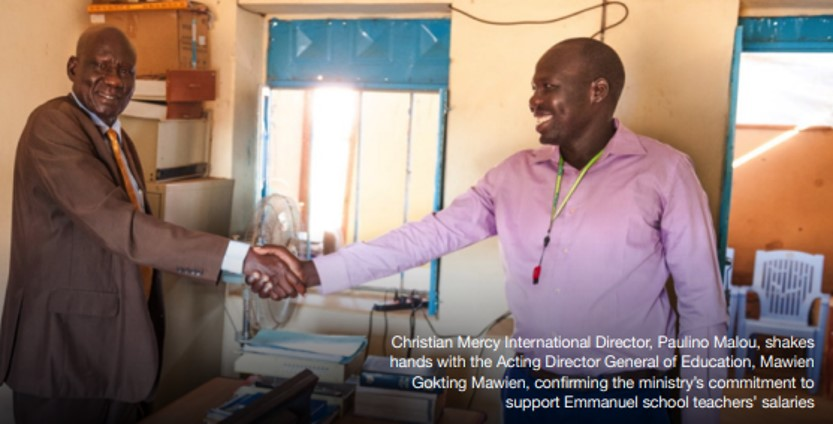 Christian Mercy International Director, Paulino Malou, shakes
hands with the Acting Director General of Education, Mawien
Gokting Mawien, confirming the ministry's commitment to
support Emmanuel school teachers' salaries